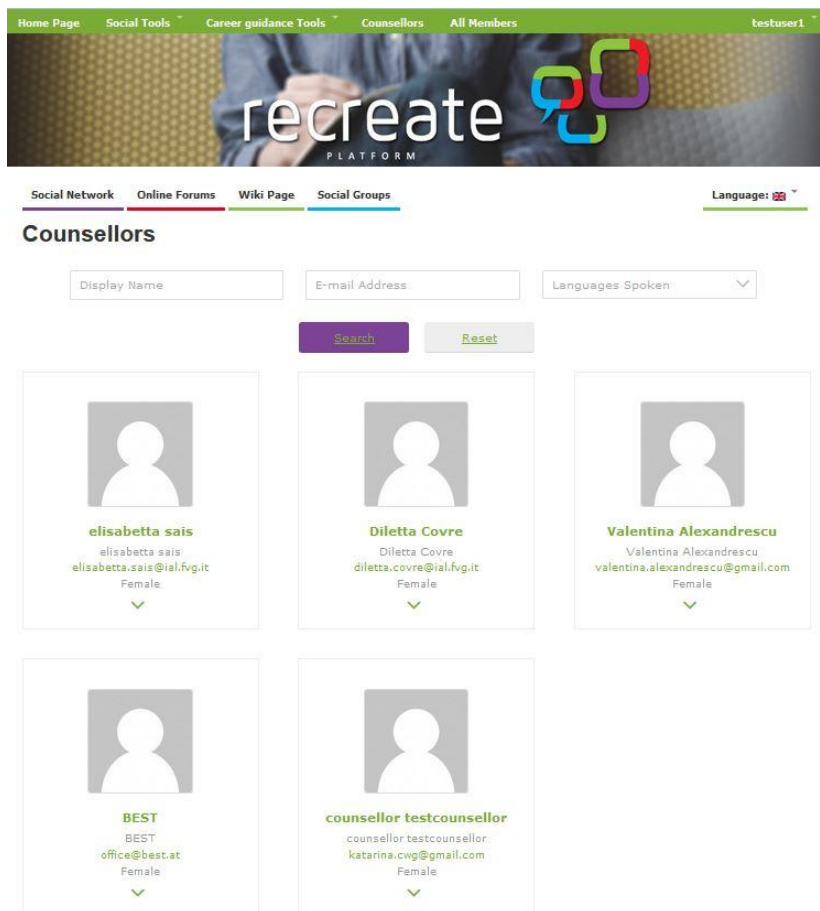 Home Page Social Tools Career guidance Tools Counsellors All Members testuser1
recreate
PLATFORM
Social Network Online Forums Wiki Page Social Groups Language:
Counsellors
Display Name E-mail Address Languages Spoken
Search Reset
elisabetta sais Diletta Covre Valentina Alexandrescu
elisabetta sais Diletta Covre Valentina Alexandrescu
elisabetta.sais@ial.fvg.it diletta.covre@ial.fvg.it valentina.alexandrescu@gmail.com
Female Female Female
BEST counsellor testcounsellor
BEST counsellor testcounsellor
office@best.at katarina.cwg@gmail.com
Female Female